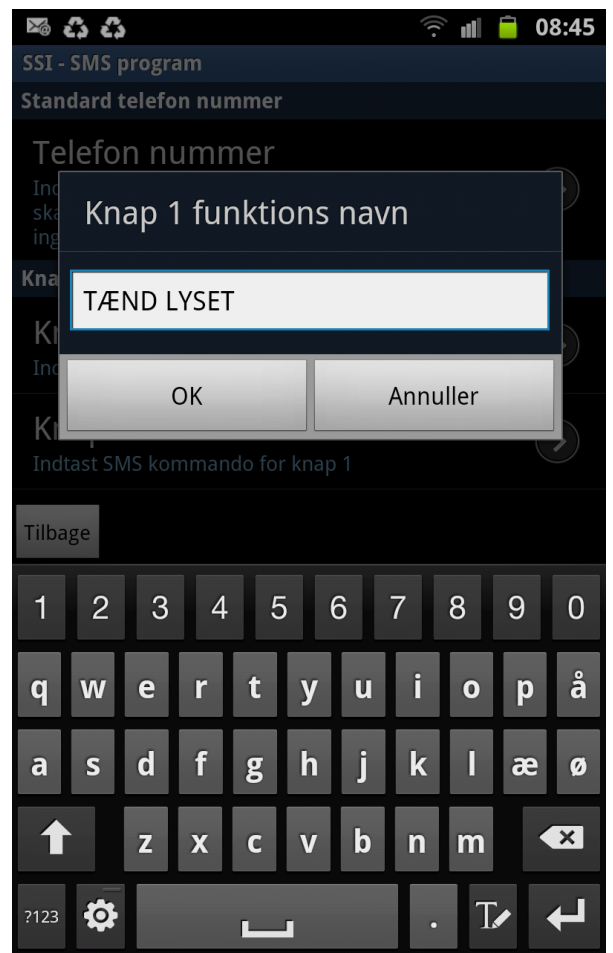 08:45
SSI - SMS program
Standard telefon nummer
Telefon nummer
Knap 1 funktions navn
TÆND LYSET
OK
Annuller
Indtast SMS kommando for knap 1
Tilbage
1 2 3 4 5 6 7 8 9 0
q w e r t y u i o p å
a s d f g h j k l æ ø
z x c v b n m
?123 . T